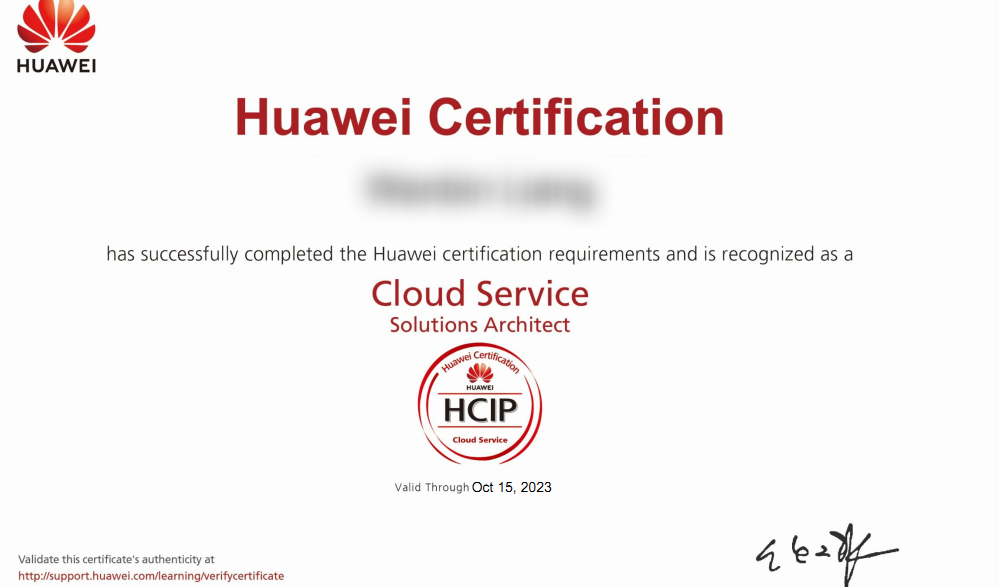 HUAWEI
Huawei Certification
has successfully completed the Huawei certification requirements and is recognized as a
Cloud Service
Solutions Architect
Huawei Certification
HUAWEI
HCIP
Cloud Service
Valid Through Oct 15, 2023
Validate this certificate's authenticity at
http://support.huawei.com/learning/verifycertificate